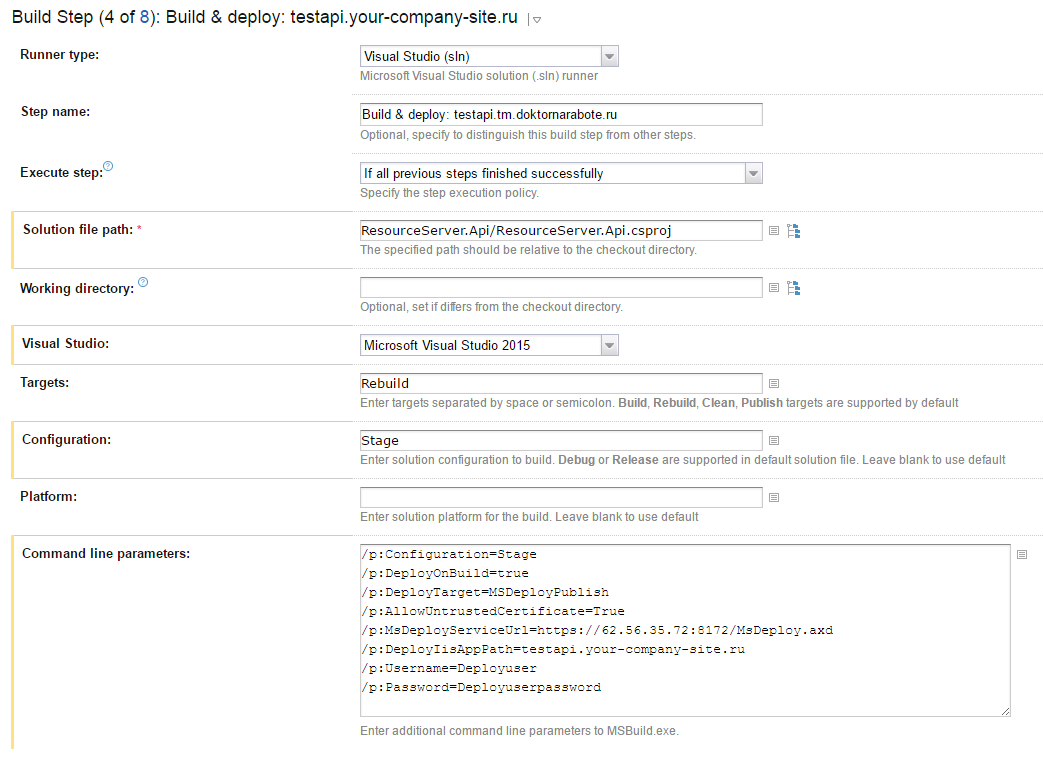 Build Step (4 of 8): Build & deploy: testapi.your-company-site.ru
Runner type:
Visual Studio (sln)
Microsoft Visual Studio solution (.sln) runner
Step name:
Build & deploy: testapi.tm.doktornarabote.ru
Optional, specify to distinguish this build step from other steps.
Execute step:
If all previous steps finished successfully
Specify the step execution policy.
Solution file path: *
ResourceServer.Api/ResourceServer.Api.csproj
The specified path should be relative to the checkout directory.
Working directory:
Optional, set if differs from the checkout directory.
Visual Studio:
Microsoft Visual Studio 2015
Targets:
Rebuild
Enter targets separated by space or semicolon. Build, Rebuild, Clean, Publish targets are supported by default
Configuration:
Stage
Enter solution configuration to build. Debug or Release are supported in default solution file. Leave blank to use default
Platform:
Enter solution platform for the build. Leave blank to use default
Command line parameters:
/p:Configuration=Stage
/p:DeployOnBuild=true
/p:DeployTarget=MSDeployPublish
/p:AllowUntrustedCertificate=True
/p:MsDeployServiceUrl=https://62.56.35.72:8172/MsDeploy.axd
/p:DeployIisAppPath=testapi.your-company-site.ru
/p:Username=Deployuser
/p:Password=Deployuserpassword
Enter additional command line parameters to MSBuild.exe.